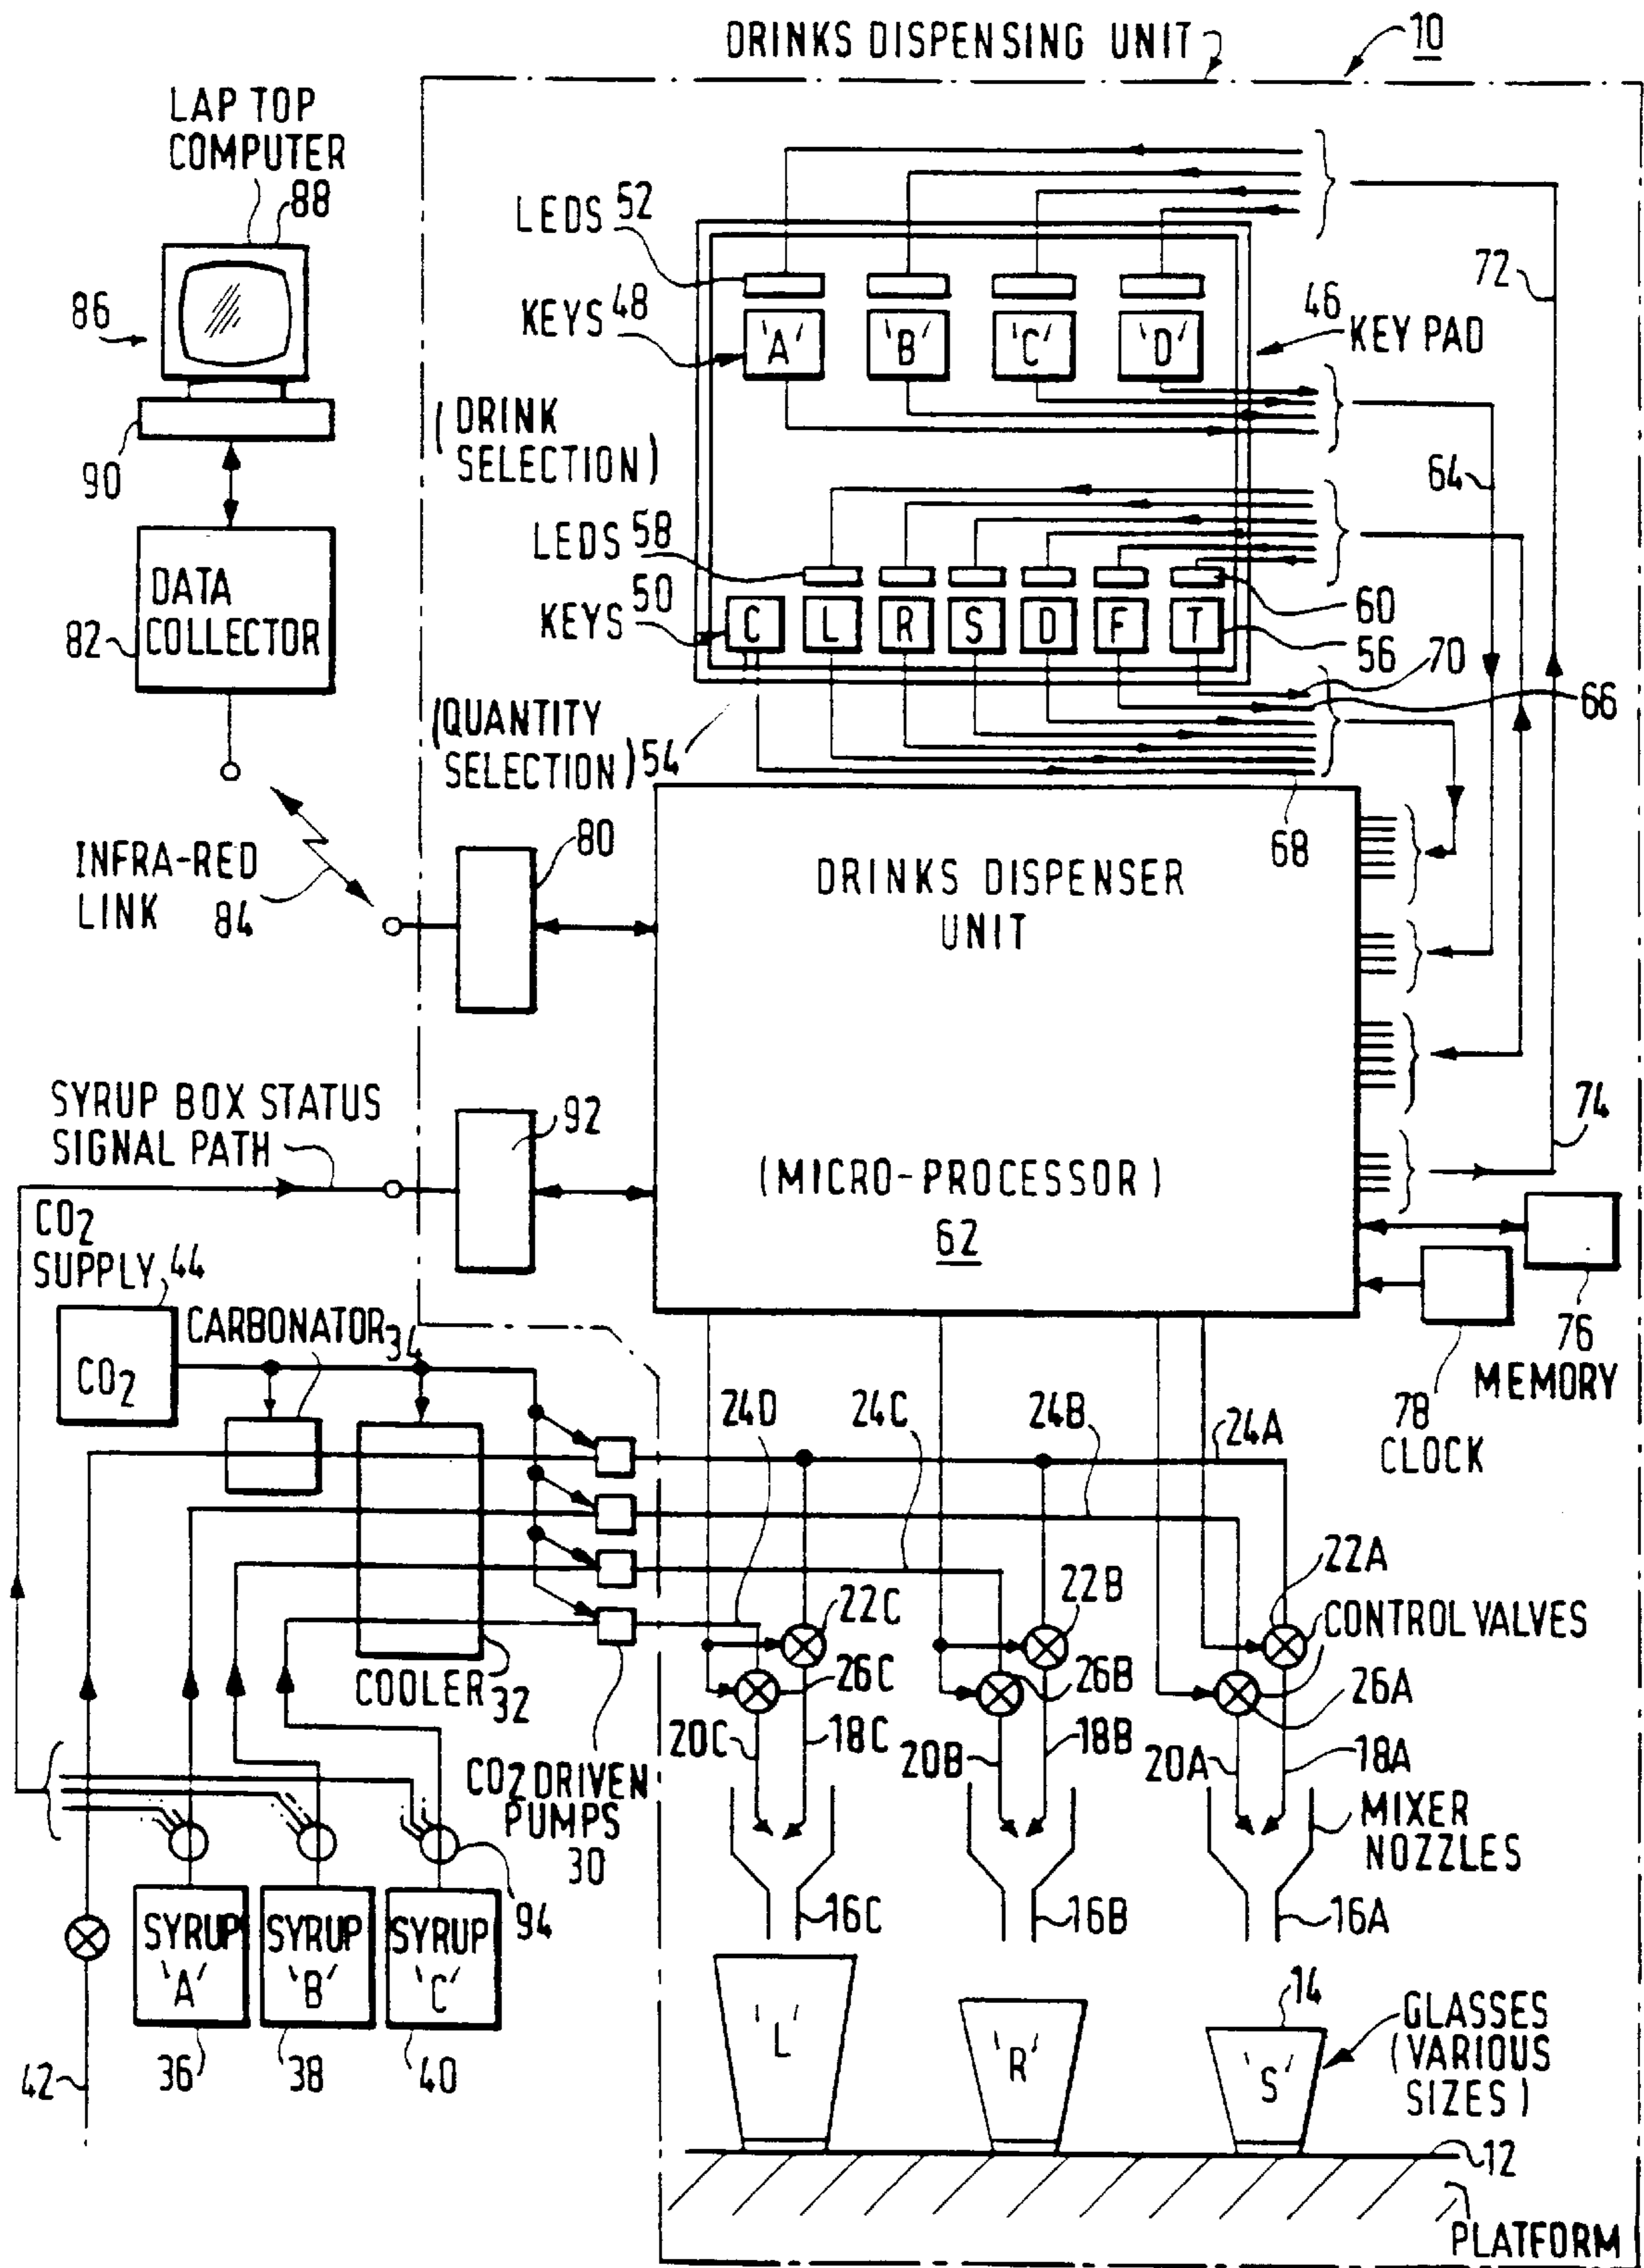 DRINKS DISPENSING UNIT
10
LAP TOP
COMPUTER
88
86
90
DATA
COLLECTOR
82
INFRA-RED
LINK 84
LEDS 52
KEYS 48
'A' 'B' 'C' 'D'
46
KEY PAD
(DRINK
SELECTION)
72
64
LEDS 58
KEYS 50
C L R S D F T
60
56
70
66
(QUANTITY
SELECTION) 54
68
80
DRINKS DISPENSER
UNIT
(MICRO-PROCESSOR)
62
74
SYRUP BOX STATUS
SIGNAL PATH
92
76
MEMORY
78
CLOCK
CO2
SUPPLY 44
CO2
CARBONATOR 34
24D
24C
24B
24A
COOLER 32
CO2 DRIVEN
PUMPS
30
22C
22B
22A
CONTROL VALVES
26C
26B
26A
20C
18C
20B
18B
20A
18A
MIXER
NOZZLES
16C
16B
16A
94
SYRUP
'A'
SYRUP
'B'
SYRUP
'C'
42
36
38
40
'L'
'R'
'S'
14
GLASSES
(VARIOUS
SIZES)
12
PLATFORM